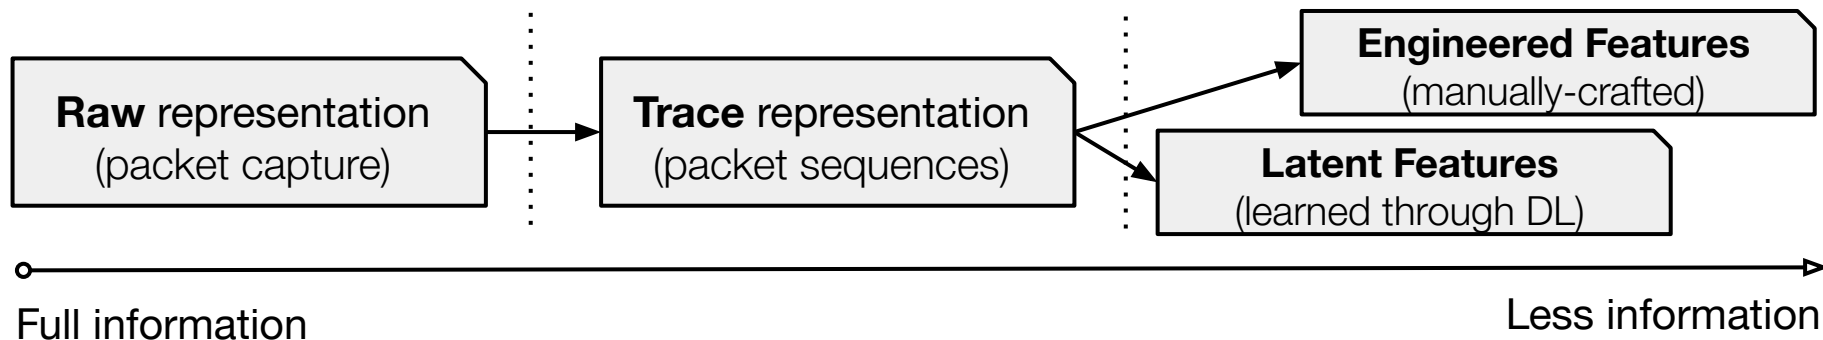 Raw representation
(packet capture)
Trace representation
(packet sequences)
Engineered Features
(manually-crafted)
Latent Features
(learned through DL)
Full information
Less information